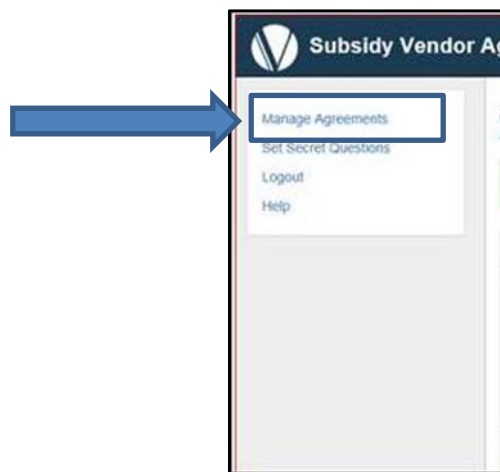 Subsidy Vendor Ag
Manage Agreements
Set Secret Questions
Logout
Help